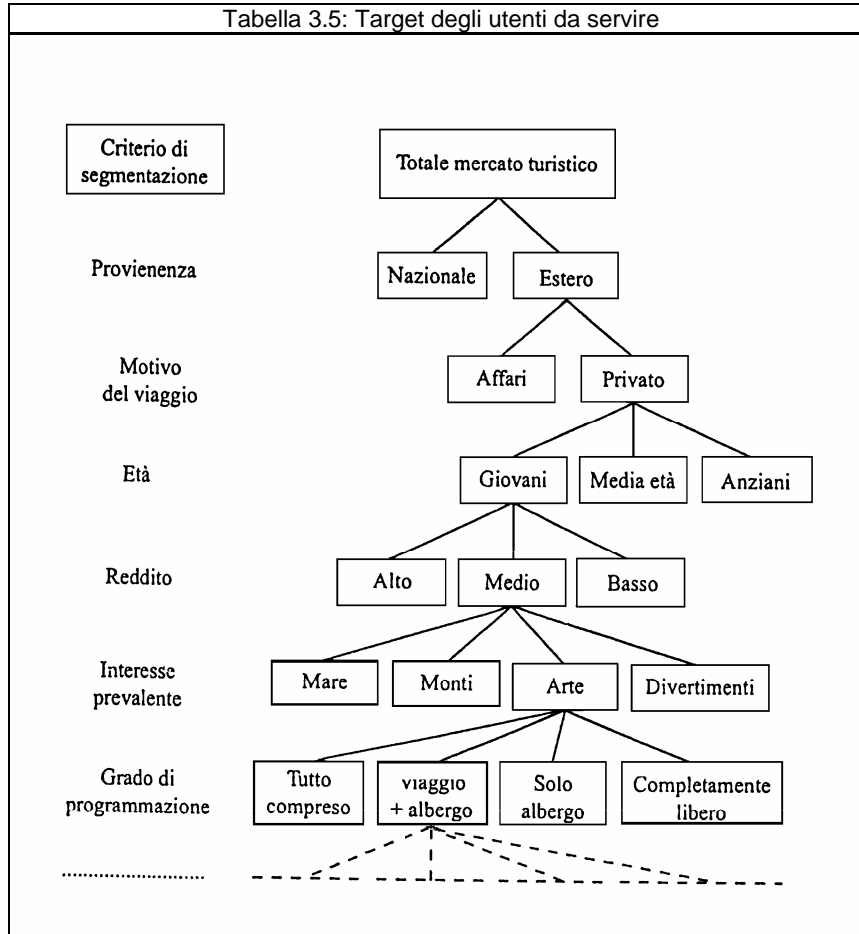 Tabella 3.5: Target degli utenti da servire
Criterio di
segmentazione
Totale mercato turistico
Provienenza
Nazionale
Estero
Motivo
del viaggio
Affari
Privato
Età
Giovani
Media età
Anziani
Reddito
Alto
Medio
Basso
Interesse
prevalente
Mare
Monti
Arte
Divertimenti
Grado di
programmazione
Tutto
compreso
viaggio
+ albergo
Solo
albergo
Completamente
libero